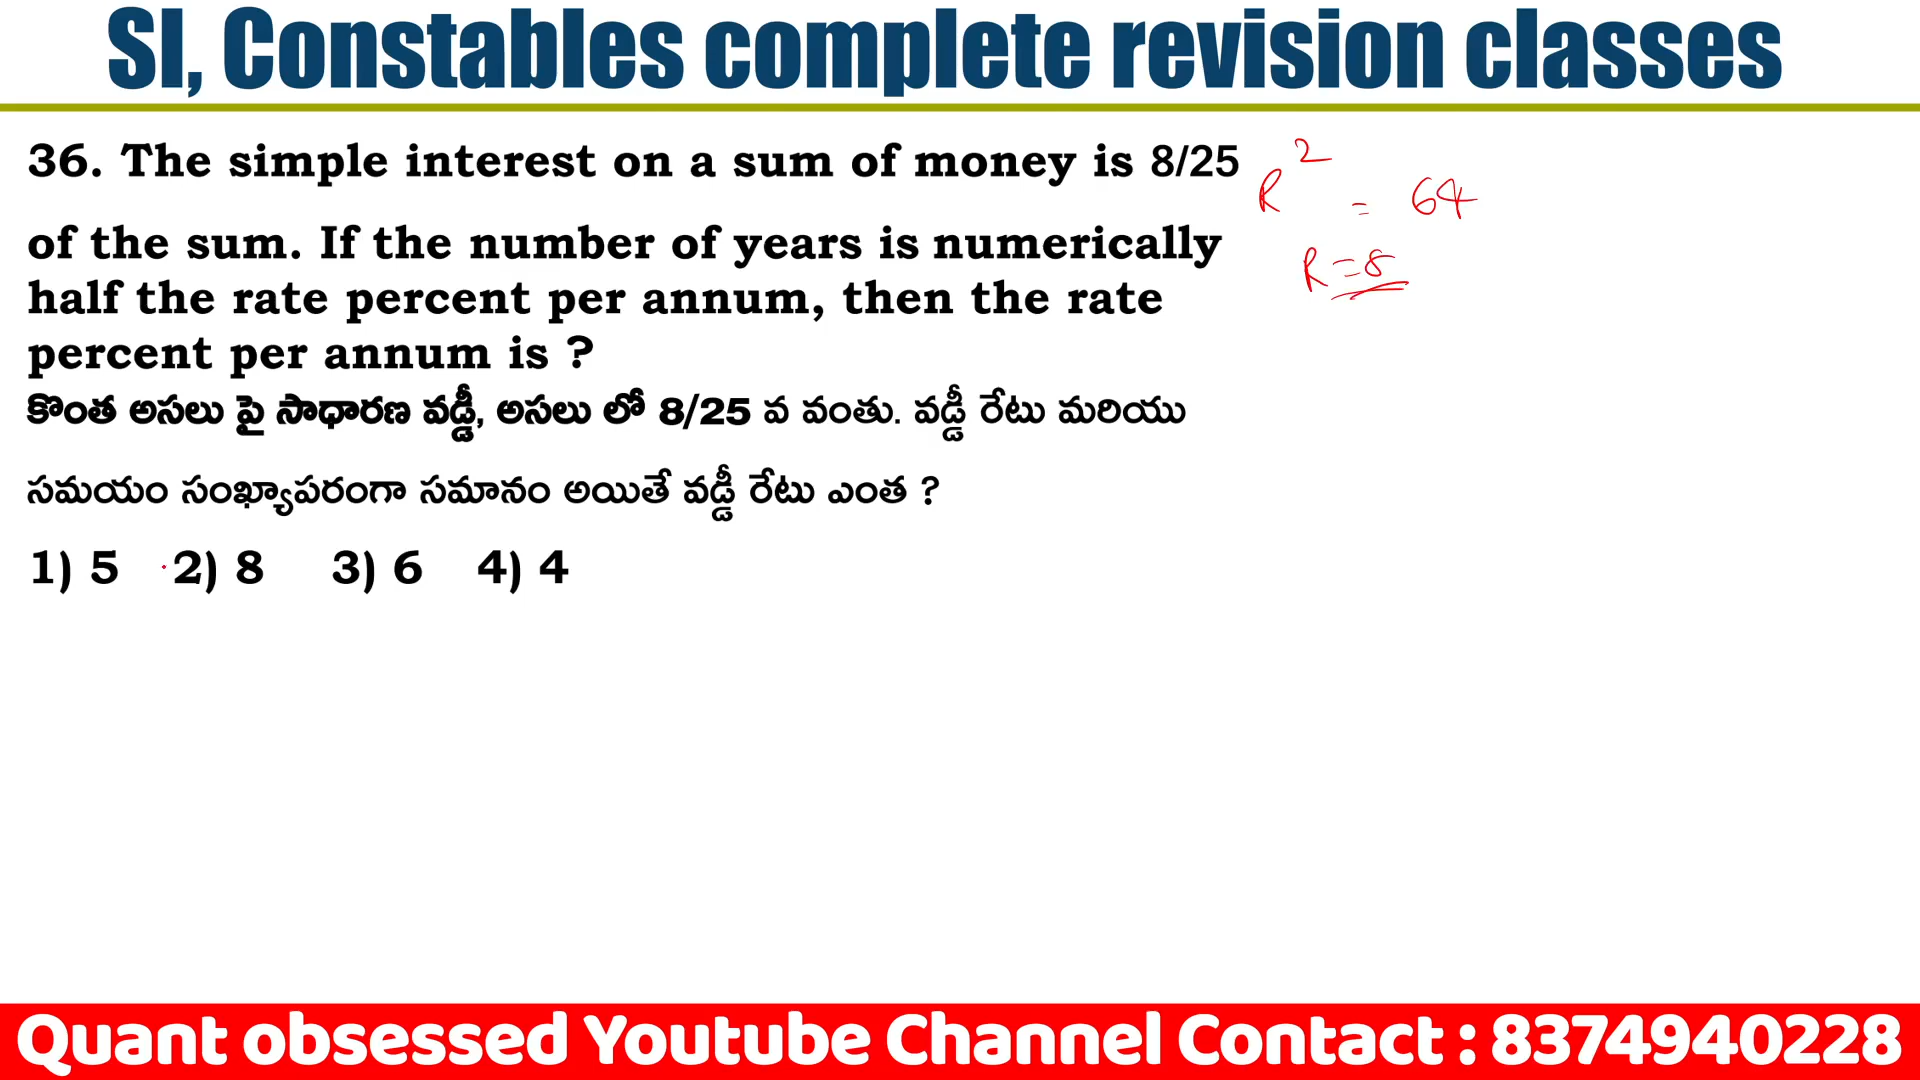 SI, Constables complete revision classes
36. The simple interest on a sum of money is 8/25
of the sum. If the number of years is numerically
half the rate percent per annum, then the rate
percent per annum is ?
కొంత అసలు పై సాధారణ వడ్డీ, అసలు లో 8/25 వ వంతు. వడ్డీ రేటు మరియు
సమయం సంఖ్యాపరంగా సమానం అయితే వడ్డీ రేటు ఎంత ?
1) 5 2) 8 3) 6 4) 4
R² = 64
R = 8
Quant obsessed Youtube Channel Contact : 8374940228